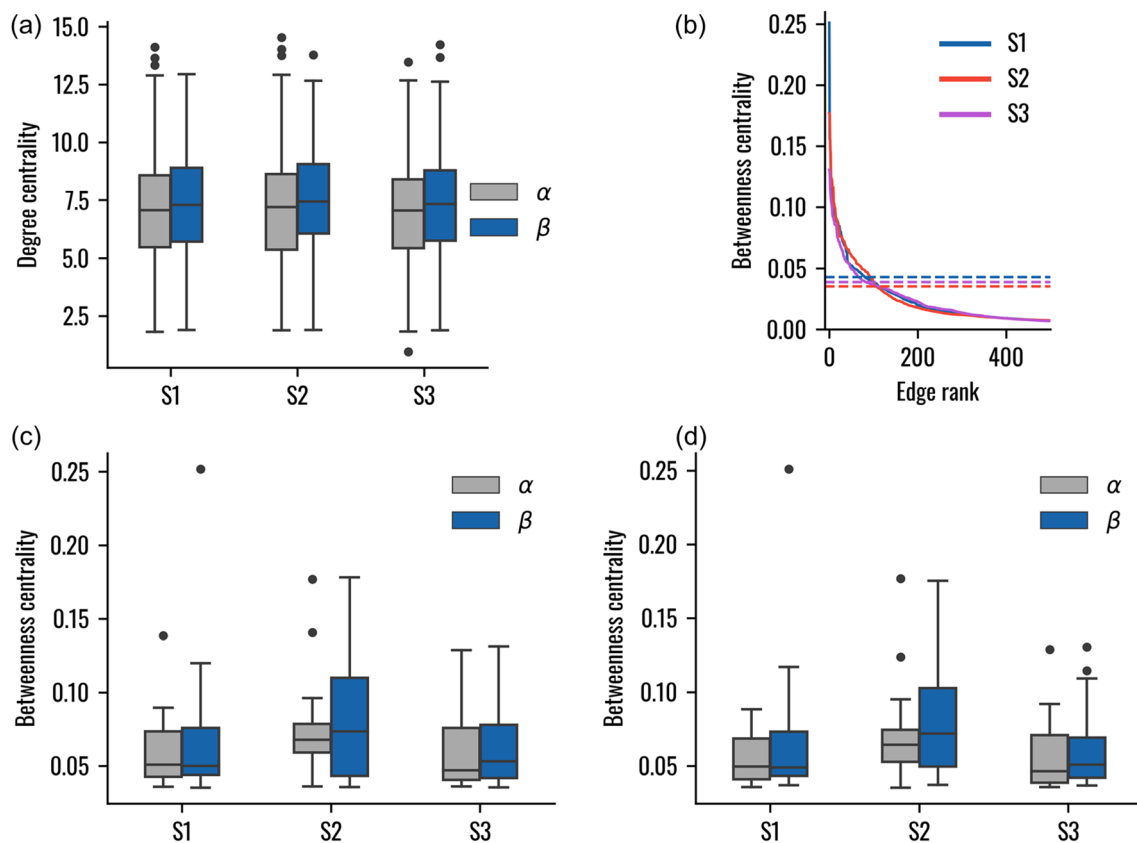 (a)
15.0
12.5
10.0
7.5
5.0
2.5
Degree centrality
S1
S2
S3
α
β
(b)
0.25
0.20
0.15
0.10
0.05
0.00
Betweenness centrality
S1
S2
S3
0
200
400
Edge rank
(c)
0.25
0.20
0.15
0.10
0.05
Betweenness centrality
α
β
S1
S2
S3
(d)
0.25
0.20
0.15
0.10
0.05
Betweenness centrality
α
β
S1
S2
S3